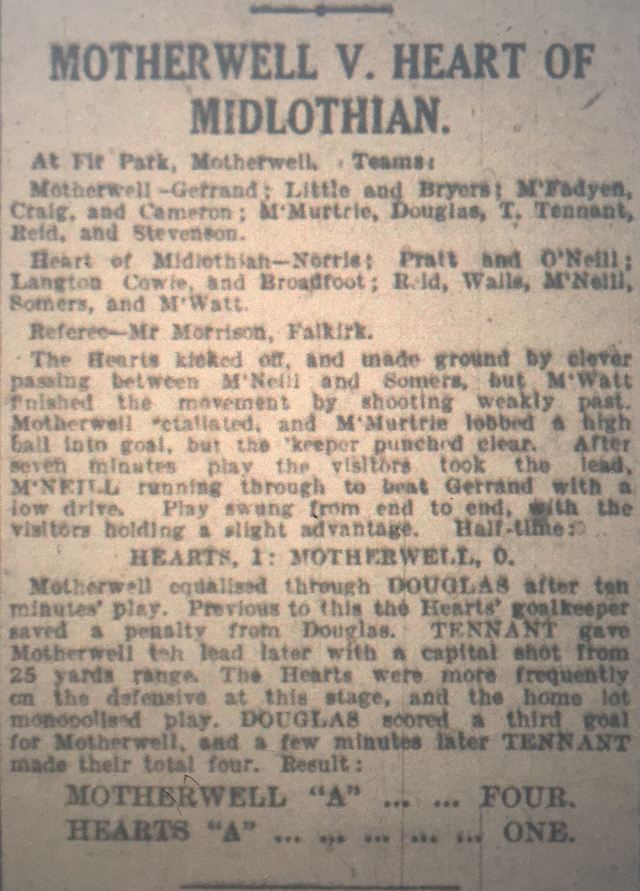 MOTHERWELL V. HEART OF
MIDLOTHIAN.
At Fir Park, Motherwell. Teams:
Motherwell—Gerrand; Little and Bryers; M'Fadyen,
Craig, and Cameron; M'Murtrie, Douglas, T. Tennant,
Reid, and Stevenson.
Heart of Midlothian—Norris; Pratt and O'Neill;
Langton Cowie, and Broadfoot; Reid, Walls, M'Neill,
Somers, and M'Watt.
Referee—Mr Morrison, Falkirk.
The Hearts kicked off, and made ground by clever
passing between M'Neill and Somers, but M'Watt
finished the movement by shooting weakly past.
Motherwell etaliated, and M'Murtrie lobbed a high
ball into goal, but the 'keeper punched clear. After
seven minutes play the visitors took the lead,
M'NEILL running through to beat Gerrand with a
low drive. Play swung from end to end, with the
visitors holding a slight advantage. Half-time:
HEARTS, 1: MOTHERWELL, 0.
Motherwell equalised through DOUGLAS after ten
minutes' play. Previous to this the Hearts' goalkeeper
saved a penalty from Douglas. TENNANT gave
Motherwell teh lead later with a capital shot from
25 yards range. The Hearts were more frequently
on the defensive at this stage, and the home lot
monopolised play. DOUGLAS scored a third goal
for Motherwell, and a few minutes later TENNANT
made their total four. Result:
MOTHERWELL "A" ... ... FOUR.
HEARTS "A" ... ... ... ... ... ONE.